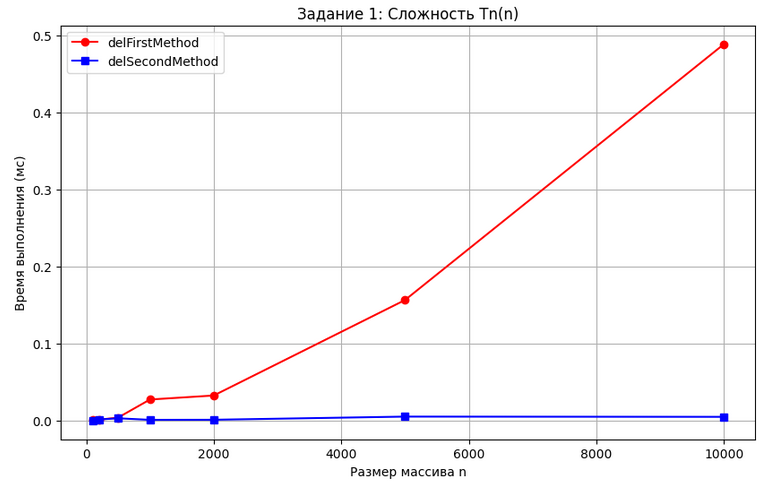 Задание 1: Сложность Tn(n)
delFirstMethod
delSecondMethod
Время выполнения (мс)
0.5
0.4
0.3
0.2
0.1
0.0
0 2000 4000 6000 8000 10000
Размер массива n